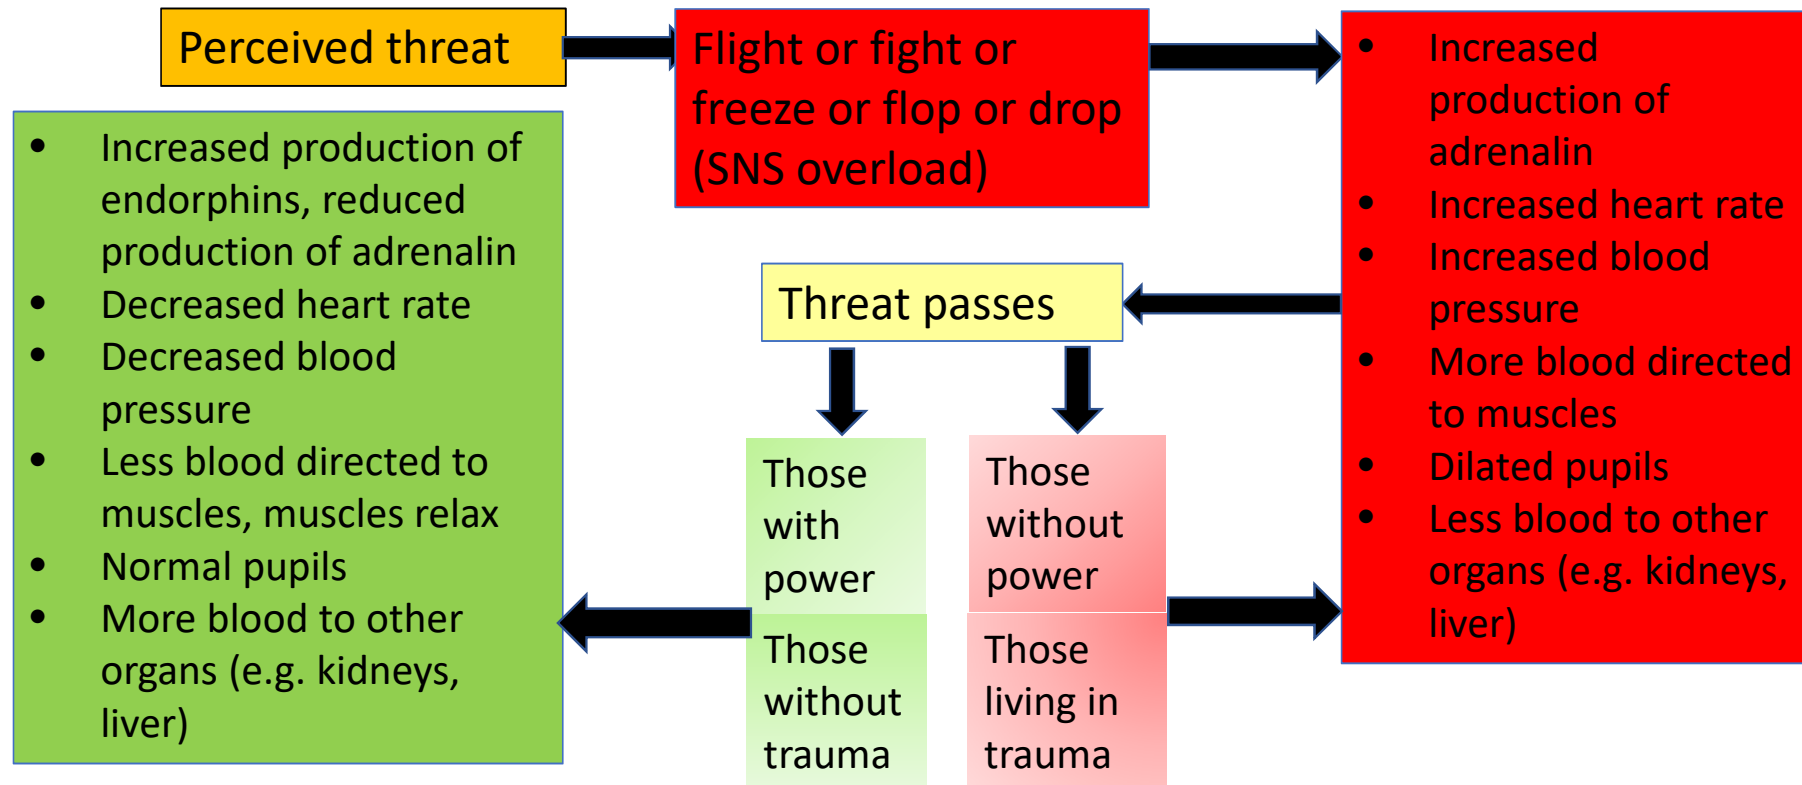 Perceived threat
Flight or fight or
freeze or flop or drop
(SNS overload)
• Increased
production of
adrenalin
• Increased heart rate
• Increased blood
pressure
• More blood directed
to muscles
• Dilated pupils
• Less blood to other
organs (e.g. kidneys,
liver)
Threat passes
Those
with
power
Those
without
trauma
Those
without
power
Those
living in
trauma
• Increased production of
endorphins, reduced
production of adrenalin
• Decreased heart rate
• Decreased blood
pressure
• Less blood directed to
muscles, muscles relax
• Normal pupils
• More blood to other
organs (e.g. kidneys,
liver)